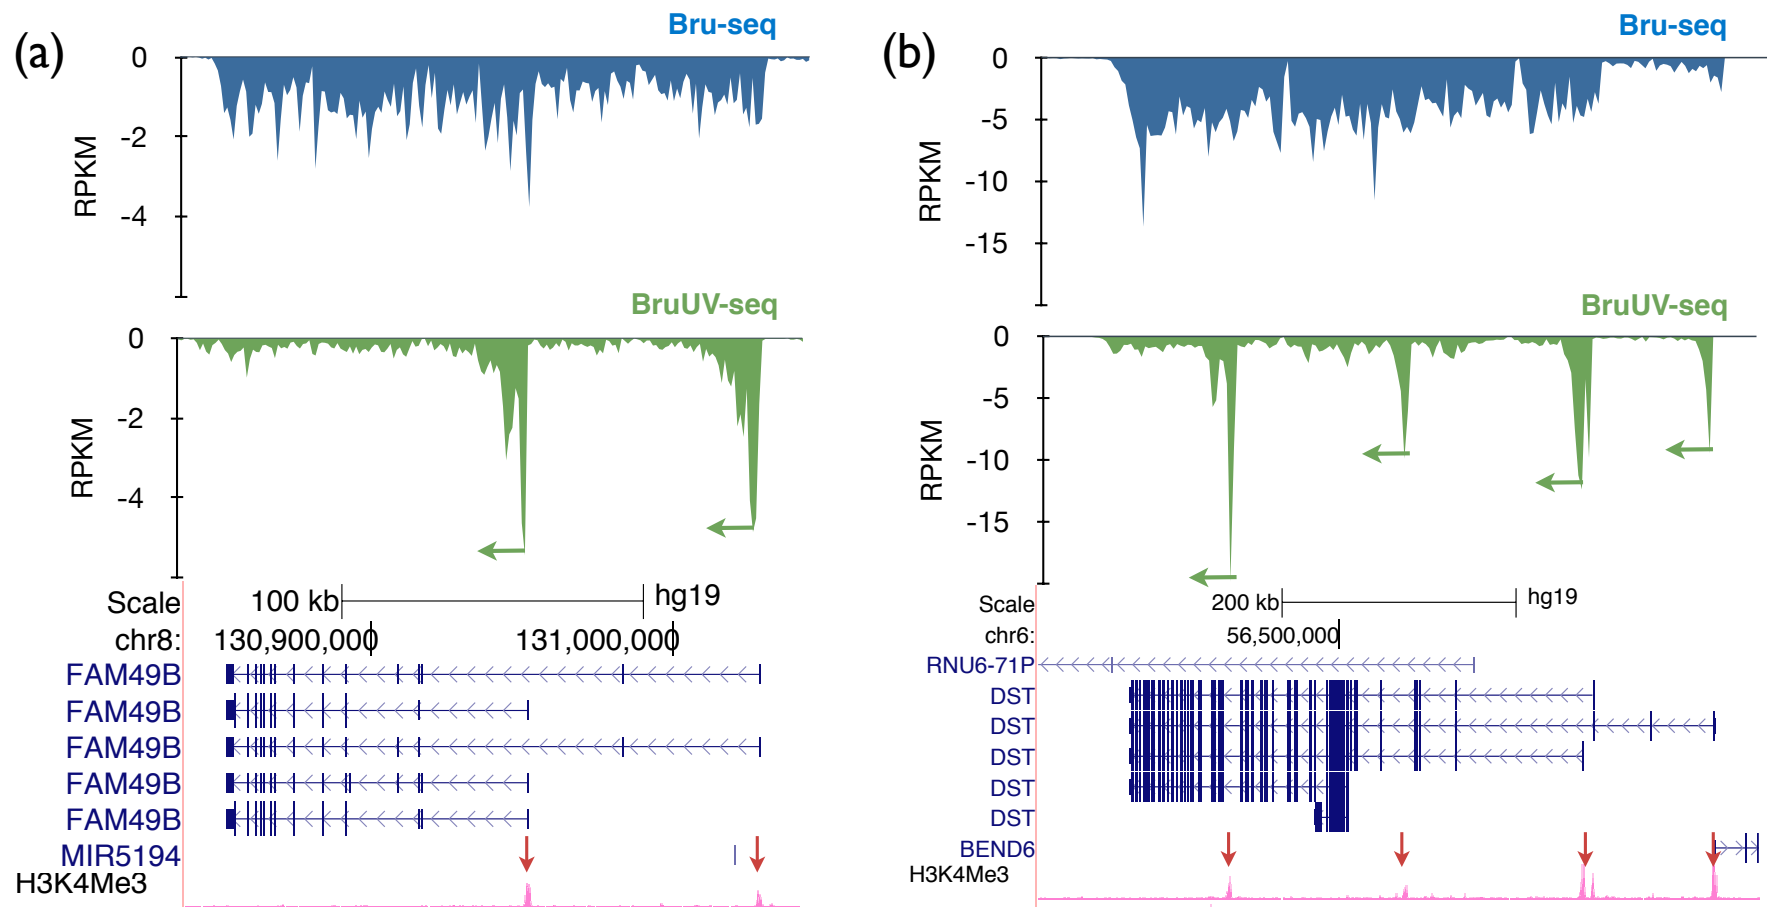 (a)
Bru-seq
0
-2
-4
RPKM
BruUV-seq
0
-2
-4
RPKM
Scale
100 kb
hg19
chr8:
130,900,000
131,000,000
FAM49B
FAM49B
FAM49B
FAM49B
FAM49B
MIR5194
H3K4Me3
(b)
Bru-seq
0
-5
-10
-15
RPKM
BruUV-seq
0
-5
-10
-15
RPKM
Scale
200 kb
hg19
chr6:
56,500,000
RNU6-71P
DST
DST
DST
DST
DST
BEND6
H3K4Me3